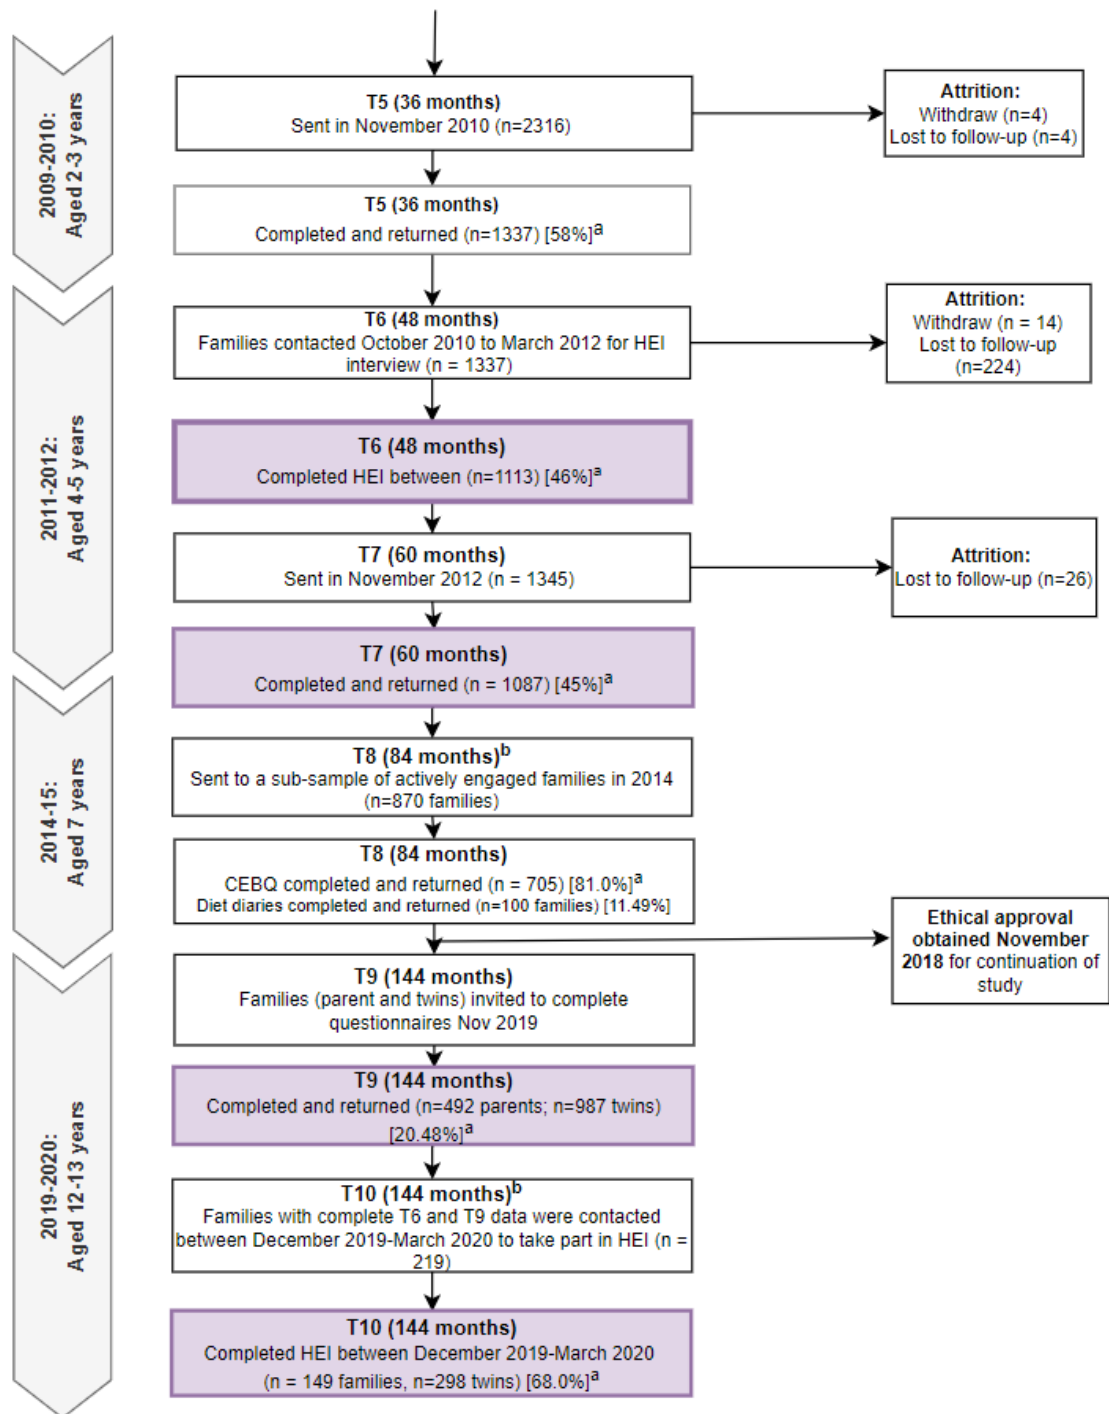 2009-2010:
Aged 2-3 years
T5 (36 months)
Sent in November 2010 (n=2316)
Attrition:
Withdraw (n=4)
Lost to follow-up (n=4)
T5 (36 months)
Completed and returned (n=1337) [58%]a
2011-2012:
Aged 4-5 years
T6 (48 months)
Families contacted October 2010 to March 2012 for HEI
interview (n = 1337)
Attrition:
Withdraw (n = 14)
Lost to follow-up
(n=224)
T6 (48 months)
Completed HEI between (n=1113) [46%]a
T7 (60 months)
Sent in November 2012 (n = 1345)
Attrition:
Lost to follow-up (n=26)
T7 (60 months)
Completed and returned (n = 1087) [45%]a
2014-15:
Aged 7 years
T8 (84 months)b
Sent to a sub-sample of actively engaged families in 2014
(n=870 families)
T8 (84 months)
CEBQ completed and returned (n = 705) [81.0%]a
Diet diaries completed and returned (n=100 families) [11.49%]
Ethical approval
obtained November
2018 for continuation of
study
2019-2020:
Aged 12-13 years
T9 (144 months)
Families (parent and twins) invited to complete
questionnaires Nov 2019
T9 (144 months)
Completed and returned (n=492 parents; n=987 twins)
[20.48%]a
T10 (144 months)b
Families with complete T6 and T9 data were contacted
between December 2019-March 2020 to take part in HEI (n =
219)
T10 (144 months)
Completed HEI between December 2019-March 2020
(n = 149 families, n=298 twins) [68.0%]a